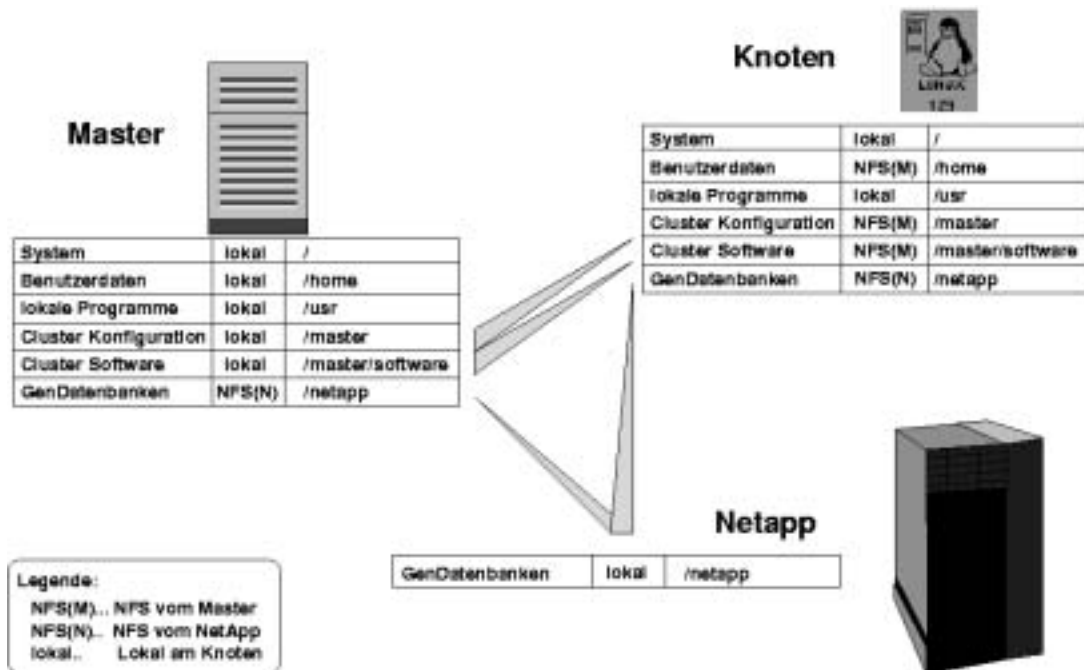 Knoten
Master
System lokal /
Benutzerdaten NFS(M) /home
lokale Programme lokal /usr
Cluster Konfiguration NFS(M) /master
Cluster Software NFS(M) /master/software
GenDatenbanken NFS(N) /netapp
System lokal /
Benutzerdaten lokal /home
lokale Programme lokal /usr
Cluster Konfiguration lokal /master
Cluster Software lokal /master/software
GenDatenbanken NFS(N) /netapp
Netapp
GenDatenbanken lokal /netapp
Legende:
NFS(M)... NFS vom Master
NFS(N).. NFS vom NetApp
lokal.. Lokal am Knoten